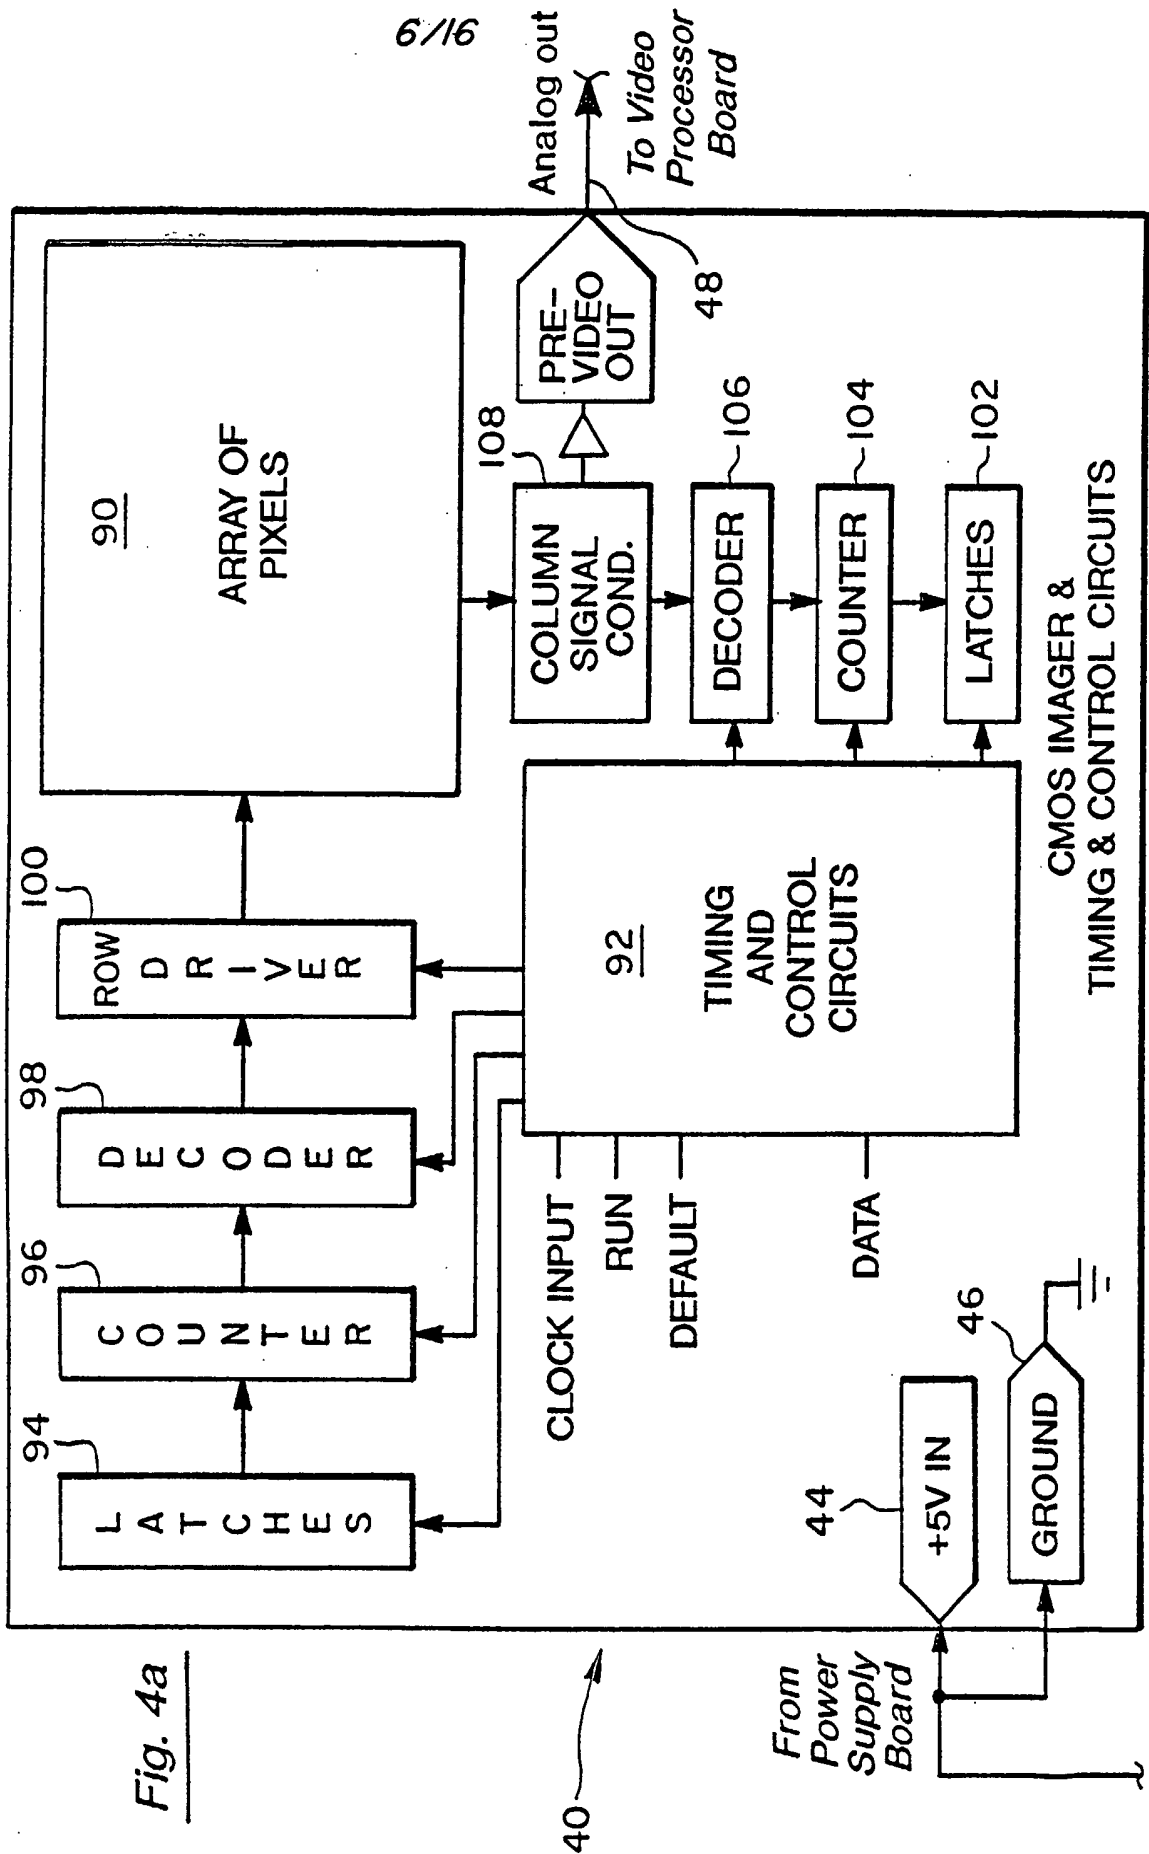 6/16
Fig. 4a
40
94
LATCHES
96
COUNTER
98
DECODER
100
ROW
DRIVER
90
ARRAY OF
PIXELS
108
COLUMN
SIGNAL
COND.
PRE-
VIDEO
OUT
Analog out
To Video
Processor
Board
48
DECODER
106
COUNTER
104
LATCHES
102
92
TIMING
AND
CONTROL
CIRCUITS
CLOCK INPUT
RUN
DEFAULT
DATA
From
Power
Supply
Board
44
+5V IN
46
GROUND
CMOS IMAGER &
TIMING & CONTROL CIRCUITS